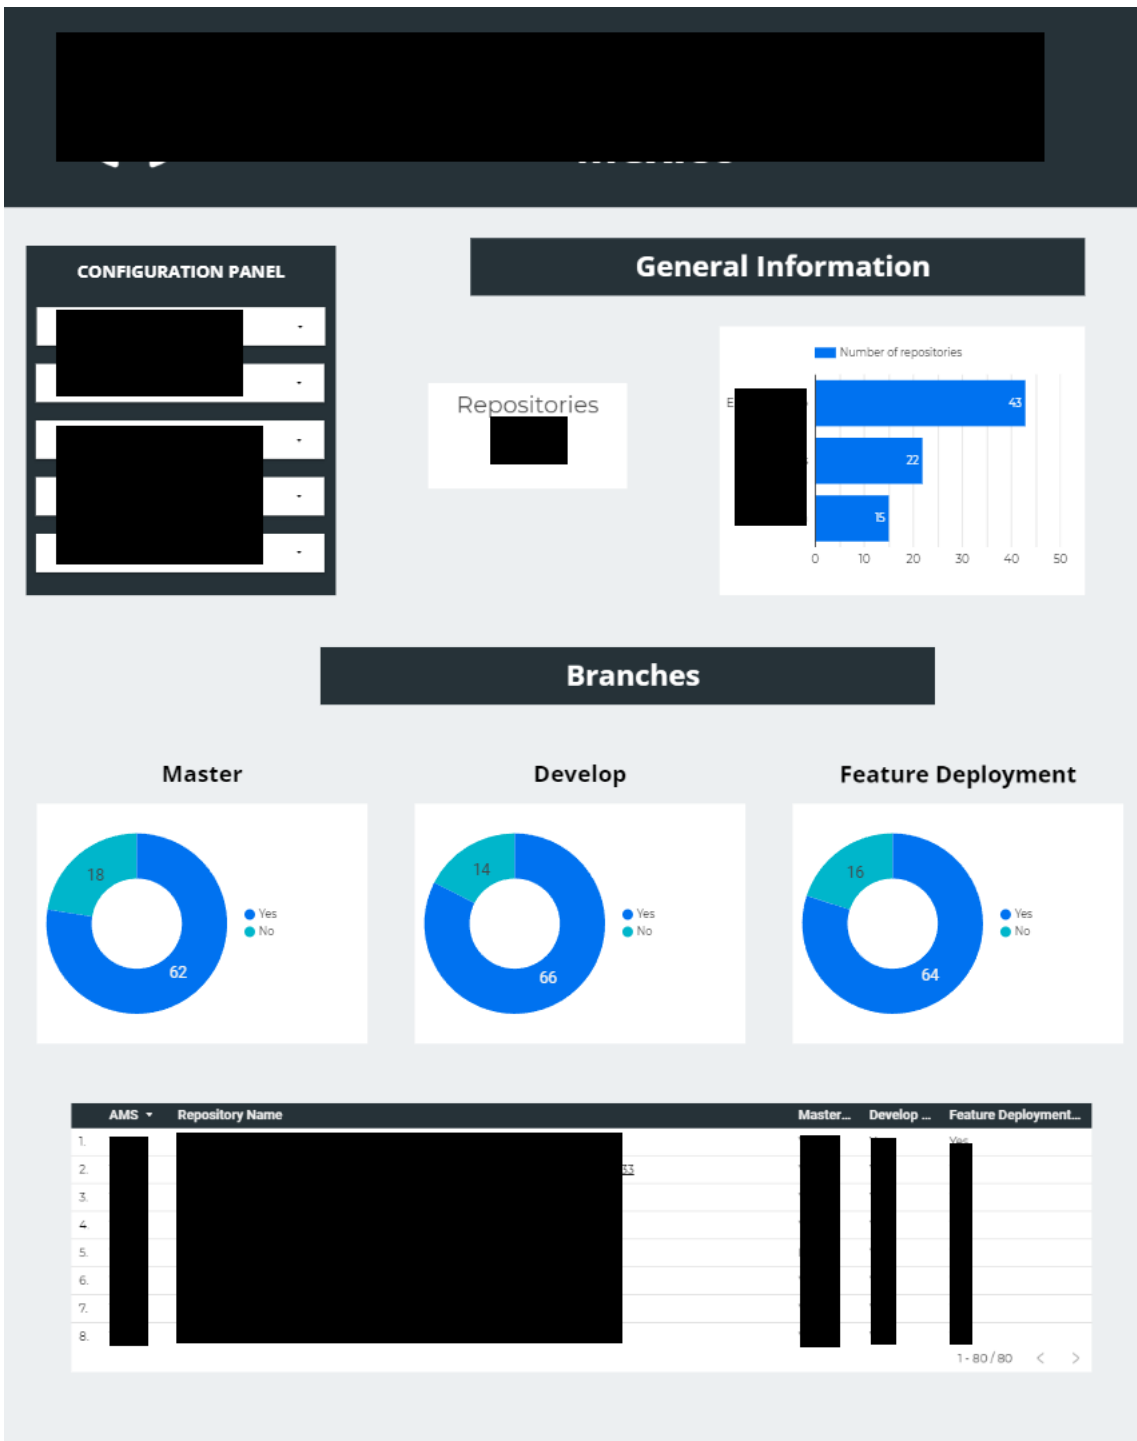 CONFIGURATION PANEL
General Information
Repositories
Number of repositories
43
22
15
0 10 20 30 40 50
Branches
Master
Develop
Feature Deployment
18
62
Yes
No
14
66
Yes
No
16
64
Yes
No
AMS Repository Name Master... Develop ... Feature Deployment...
1. Yes
2. 33
3.
4.
5.
6.
7.
8.
1 - 80 / 80 < >